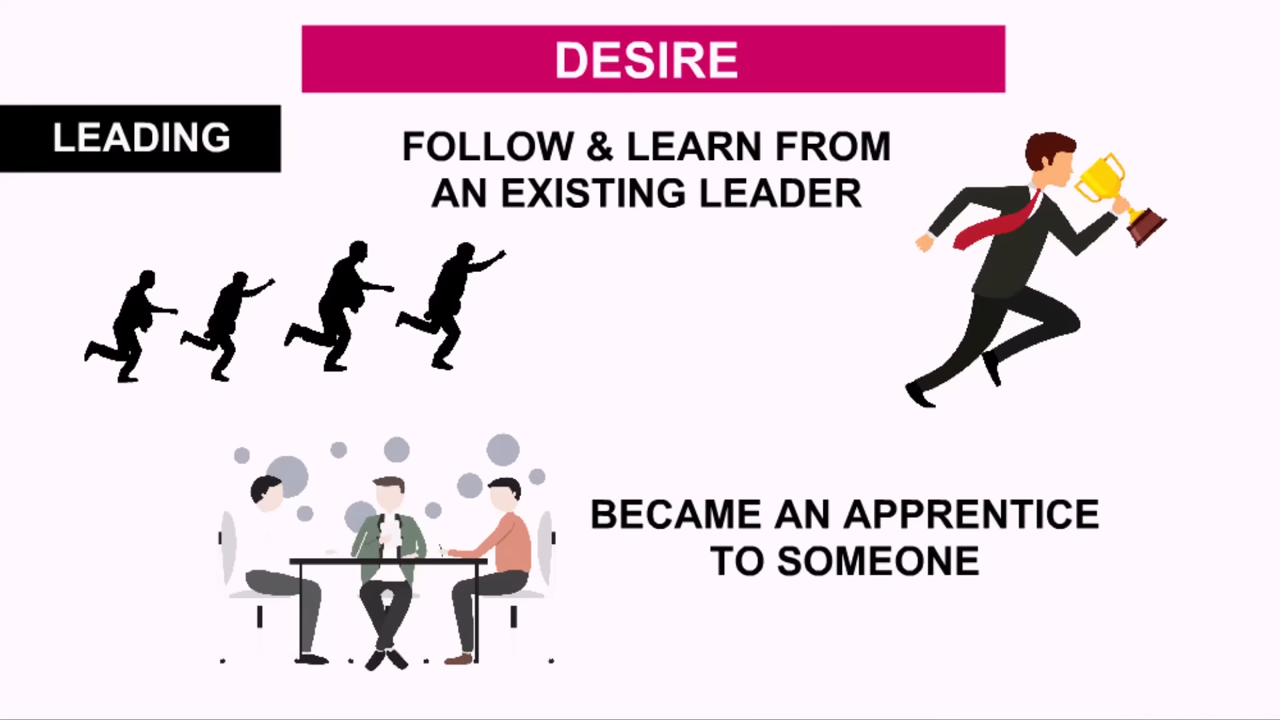 DESIRE
LEADING
FOLLOW & LEARN FROM
AN EXISTING LEADER
BECAME AN APPRENTICE
TO SOMEONE